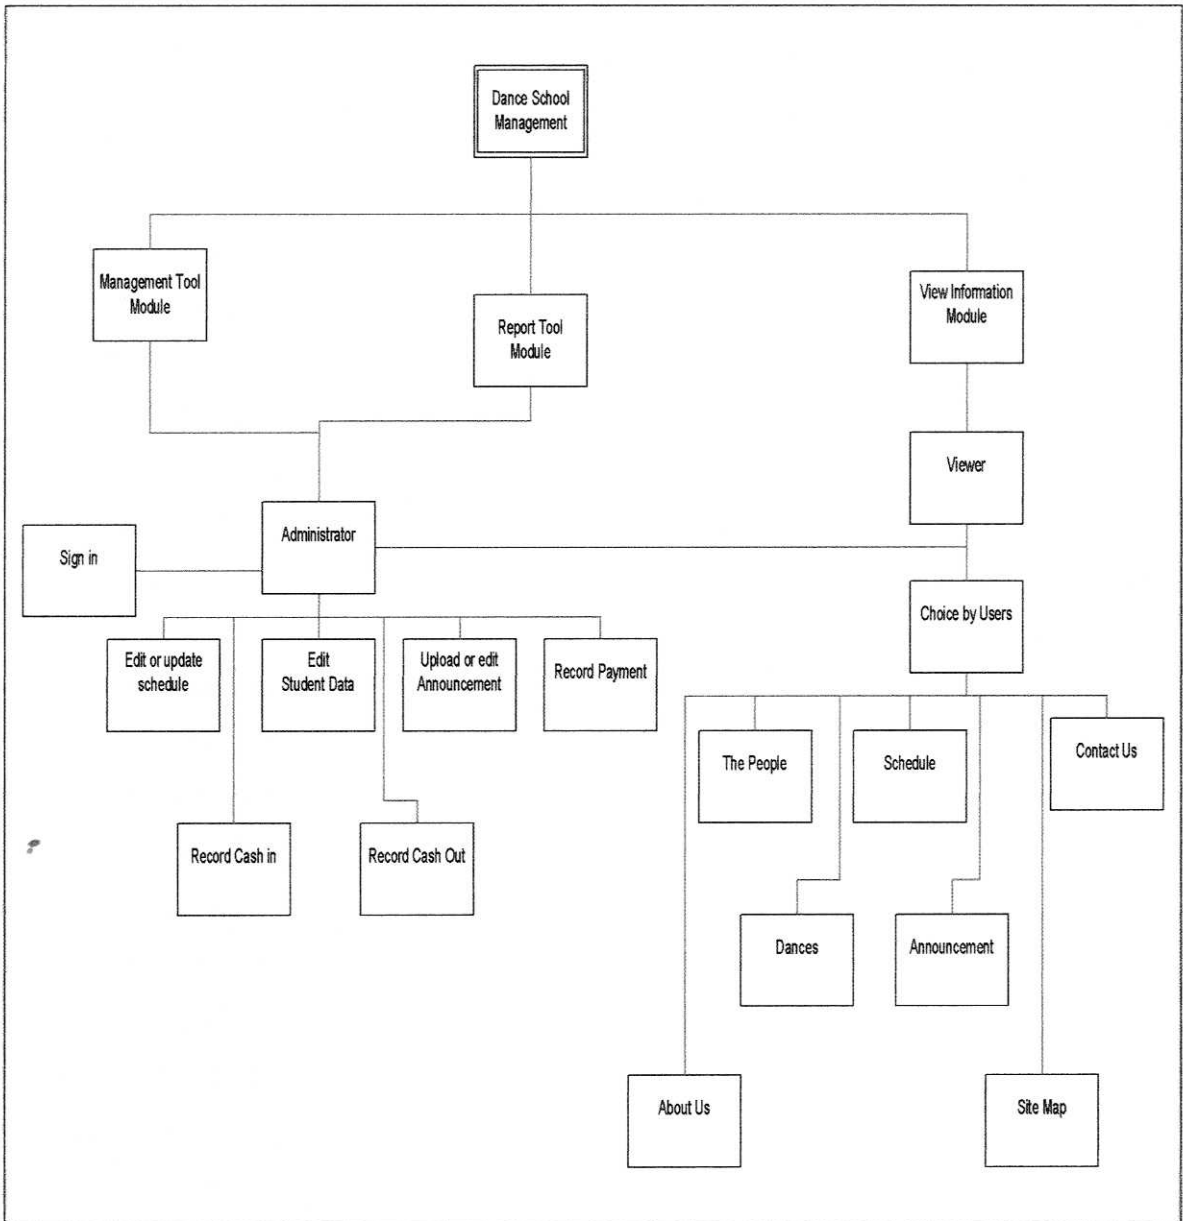 Dance School
Management
Management Tool
Module
Report Tool
Module
View Information
Module
Viewer
Administrator
Sign in
Choice by Users
Edit or update
schedule
Edit
Student Data
Upload or edit
Announcement
Record Payment
The People
Schedule
Contact Us
Record Cash in
Record Cash Out
Dances
Announcement
About Us
Site Map